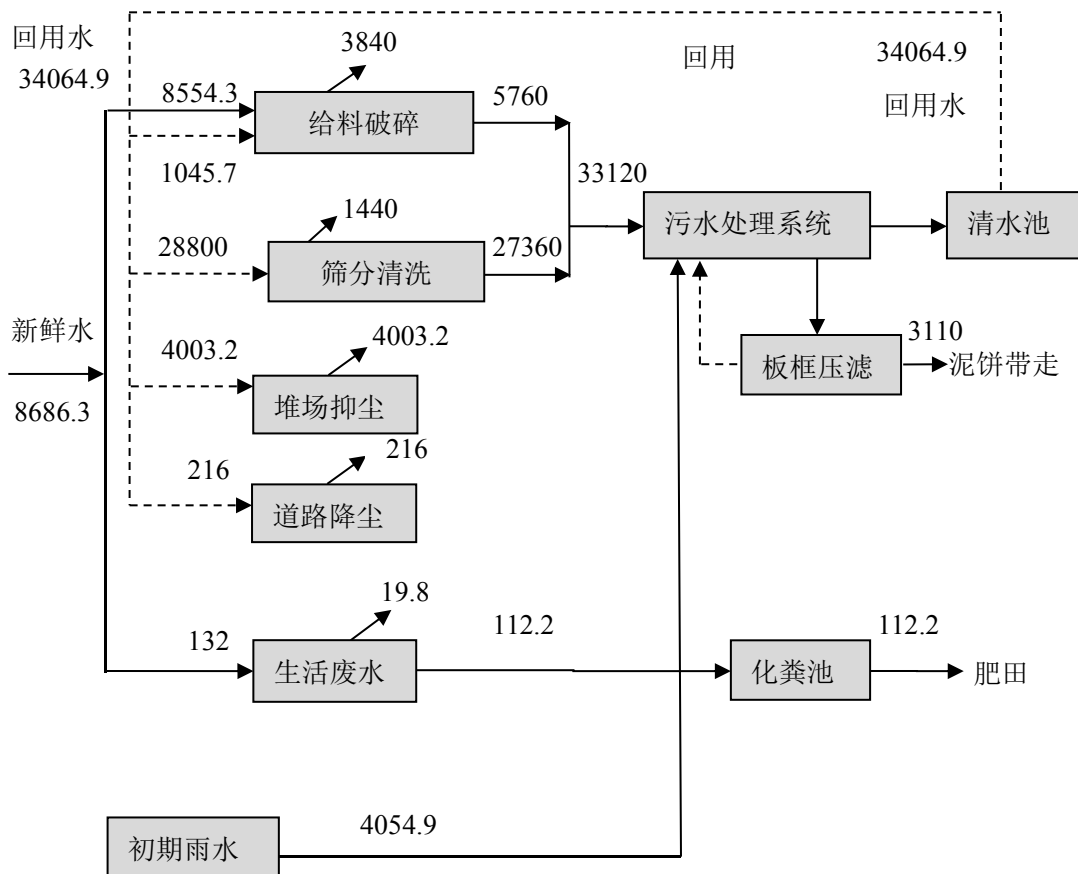 回用水
34064.9
3840
回用
34064.9
回用水
8554.3
给料破碎
5760
1045.7
33120
1440
28800
筛分清洗
27360
污水处理系统
清水池
新鲜水
8686.3
4003.2
4003.2
堆场抑尘
板框压滤
3110
泥饼带走
216
216
道路降尘
19.8
132
生活废水
112.2
化粪池
112.2
肥田
初期雨水
4054.9